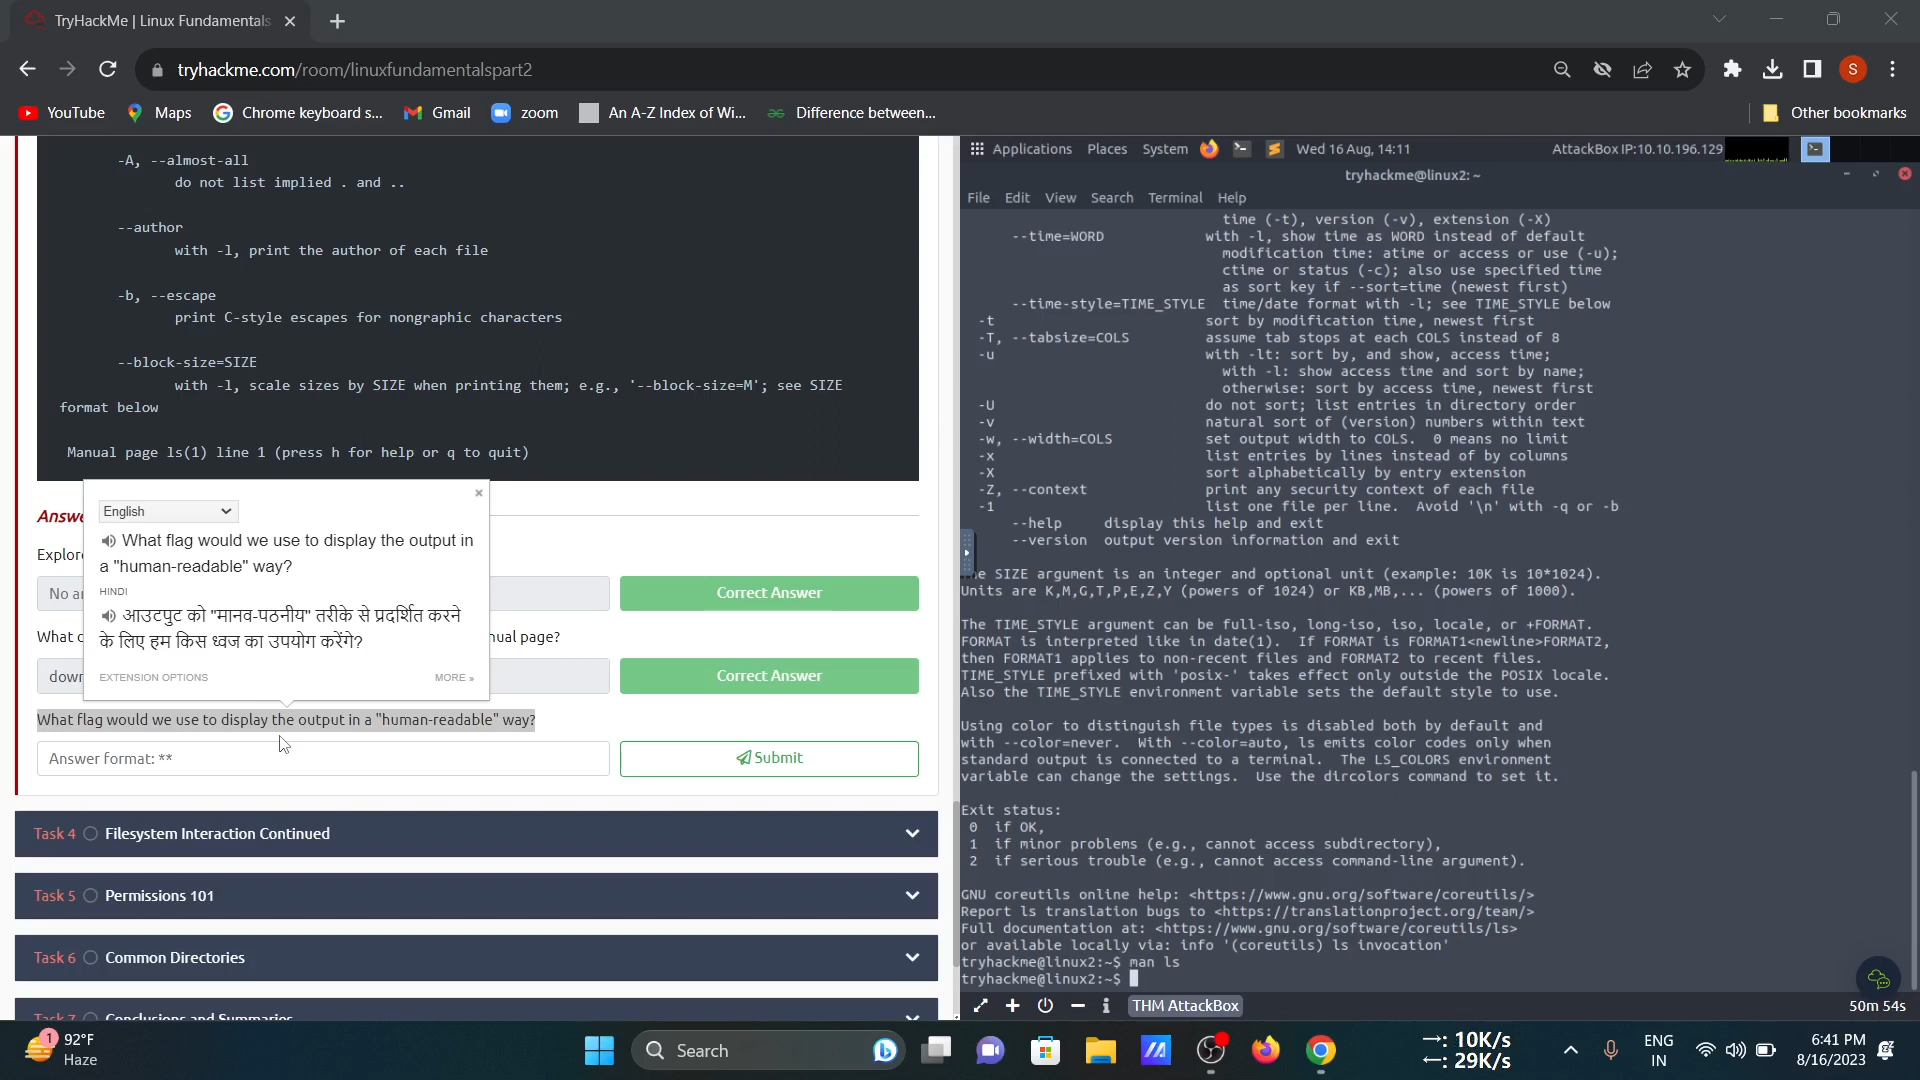 TryHackMe | Linux Fundamentals
tryhackme.com/room/linuxfundamentalspart2
S
YouTube
Maps
Chrome keyboard s...
Gmail
zoom
An A-Z Index of Wi...
Difference between...
Other bookmarks
-A, --almost-all
do not list implied . and ..
--author
with -l, print the author of each file
-b, --escape
print C-style escapes for nongraphic characters
--block-size=SIZE
with -l, scale sizes by SIZE when printing them; e.g., '--block-size=M'; see SIZE
format below
Manual page ls(1) line 1 (press h for help or q to quit)
English
What flag would we use to display the output in
a "human-readable" way?
HINDI
आउटपुट को "मानव-पठनीय" तरीके से प्रदर्शित करने
के लिए हम किस ध्वज का उपयोग करेंगे?
EXTENSION OPTIONS
MORE »
Correct Answer
Correct Answer
What flag would we use to display the output in a "human-readable" way?
Answer format: **
Submit
Task 4 Filesystem Interaction Continued
Task 5 Permissions 101
Task 6 Common Directories
Task 7 Conclusions and Summaries
Applications Places System
Wed 16 Aug, 14:11
AttackBox IP:10.10.196.129
tryhackme@linux2: ~
File Edit View Search Terminal Help
time (-t), version (-v), extension (-X)
--time=WORD with -l, show time as WORD instead of default
modification time: atime or access or use (-u);
ctime or status (-c); also use specified time
as sort key if --sort=time (newest first)
--time-style=TIME_STYLE time/date format with -l; see TIME_STYLE below
-t sort by modification time, newest first
-T, --tabsize=COLS assume tab stops at each COLS instead of 8
-u with -lt: sort by, and show, access time;
with -l: show access time and sort by name;
otherwise: sort by access time, newest first
-U do not sort; list entries in directory order
-v natural sort of (version) numbers within text
-w, --width=COLS set output width to COLS. 0 means no limit
-x list entries by lines instead of by columns
-X sort alphabetically by entry extension
-Z, --context print any security context of each file
-1 list one file per line. Avoid '\n' with -q or -b
--help display this help and exit
--version output version information and exit
SIZE argument is an integer and optional unit (example: 10K is 10*1024).
Units are K,M,G,T,P,E,Z,Y (powers of 1024) or KB,MB,... (powers of 1000).
The TIME_STYLE argument can be full-iso, long-iso, iso, locale, or +FORMAT.
FORMAT is interpreted like in date(1). If FORMAT is FORMAT1<newline>FORMAT2,
then FORMAT1 applies to non-recent files and FORMAT2 to recent files.
TIME_STYLE prefixed with 'posix-' takes effect only outside the POSIX locale.
Also the TIME_STYLE environment variable sets the default style to use.
Using color to distinguish file types is disabled both by default and
with --color=never. With --color=auto, ls emits color codes only when
standard output is connected to a terminal. The LS_COLORS environment
variable can change the settings. Use the dircolors command to set it.
Exit status:
0 if OK,
1 if minor problems (e.g., cannot access subdirectory),
2 if serious trouble (e.g., cannot access command-line argument).
GNU coreutils online help: <https://www.gnu.org/software/coreutils/>
Report ls translation bugs to <https://translationproject.org/team/>
Full documentation at: <https://www.gnu.org/software/coreutils/ls>
or available locally via: info '(coreutils) ls invocation'
tryhackme@linux2:~$ man ls
tryhackme@linux2:~$
THM AttackBox
50m 54s
1
92°F
Haze
Search
10K/s
29K/s
ENG
IN
6:41 PM
8/16/2023